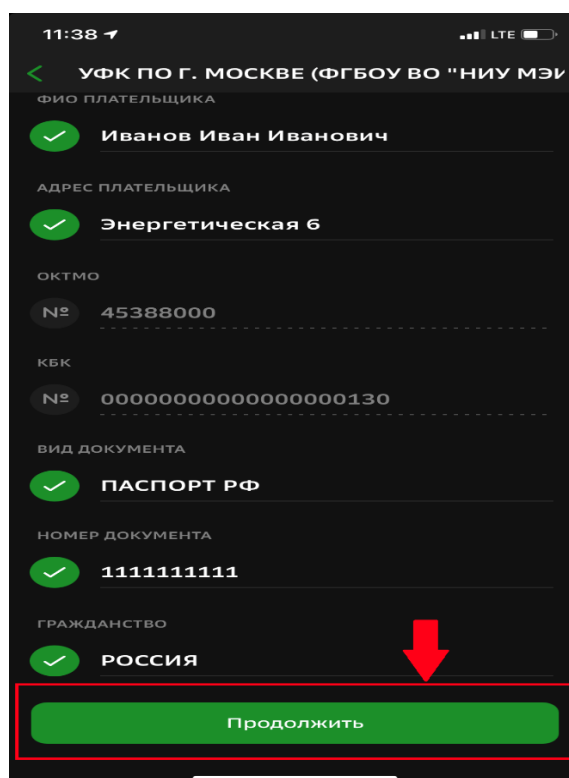 11:38
LTE
УФК ПО Г. МОСКВЕ (ФГБОУ ВО "НИУ МЭИ
ФИО ПЛАТЕЛЬЩИКА
Иванов Иван Иванович
АДРЕС ПЛАТЕЛЬЩИКА
Энергетическая 6
ОКТМО
№ 45388000
КБК
№ 00000000000000000130
ВИД ДОКУМЕНТА
ПАСПОРТ РФ
НОМЕР ДОКУМЕНТА
1111111111
ГРАЖДАНСТВО
РОССИЯ
Продолжить